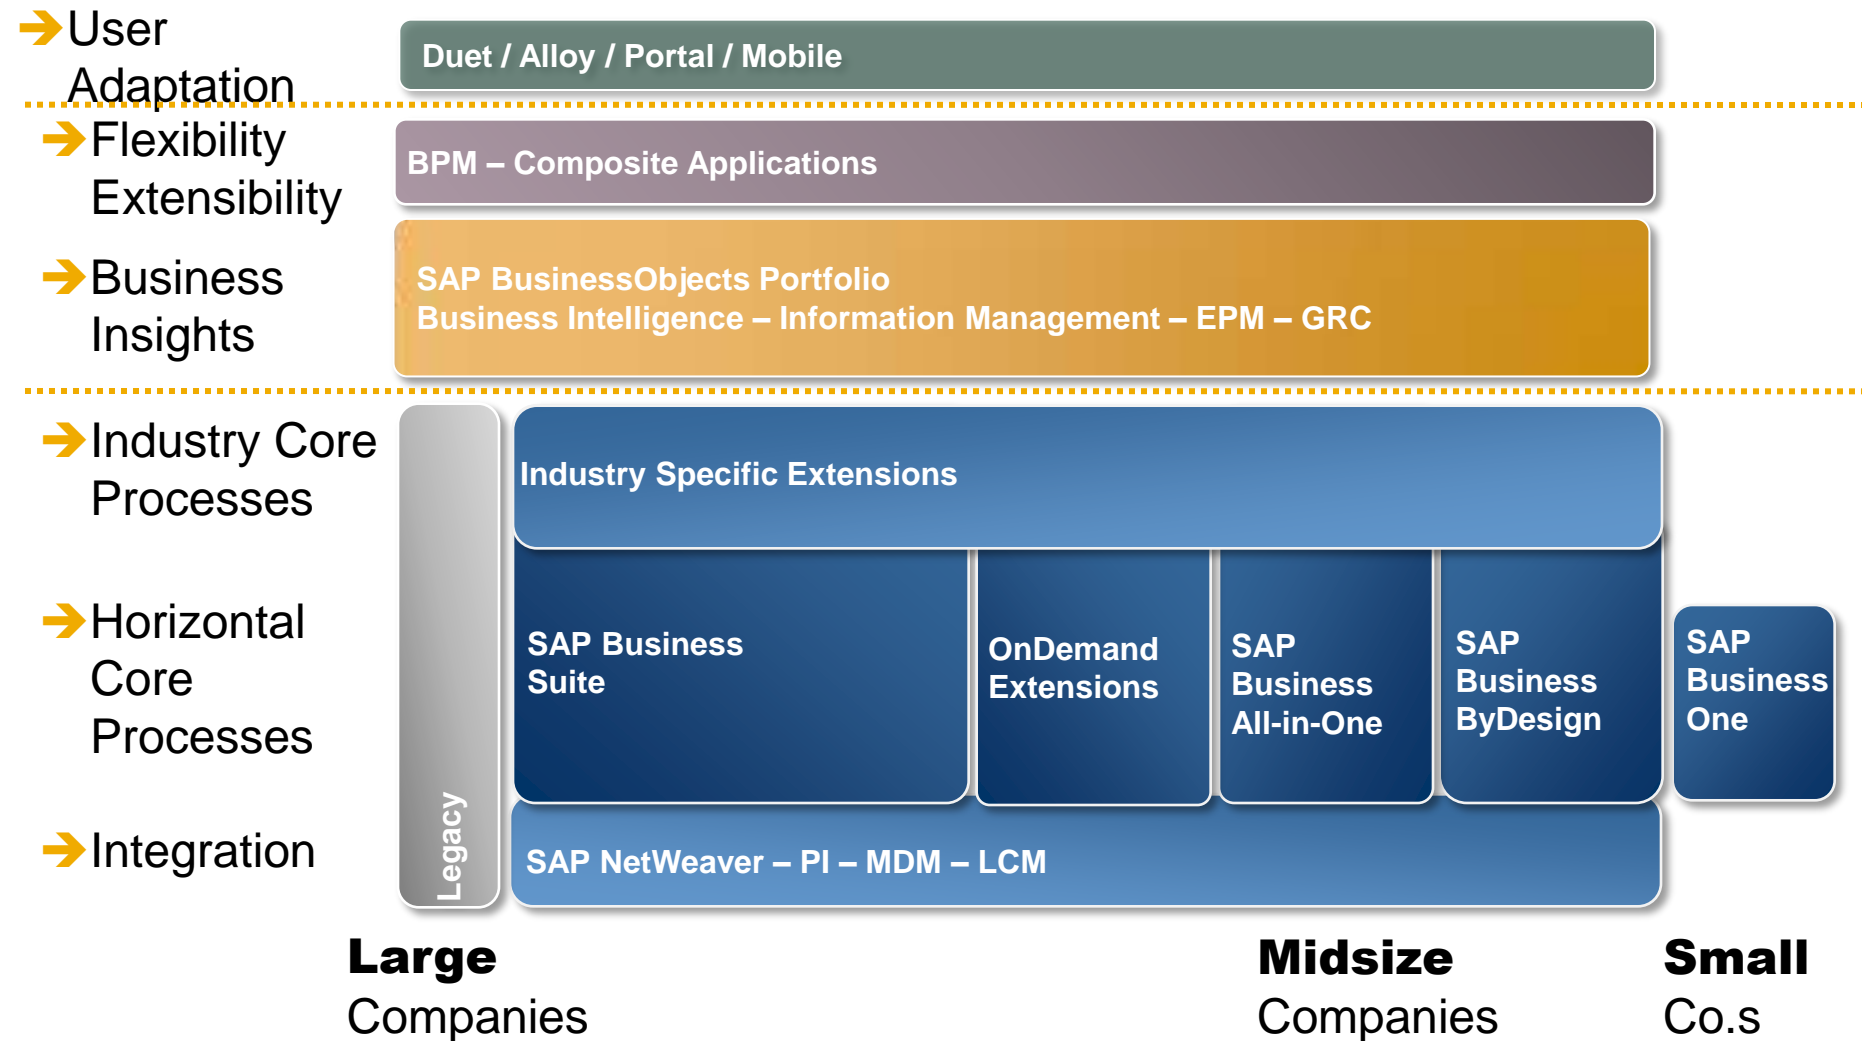 User
Adaptation
Duet / Alloy / Portal / Mobile
Flexibility
Extensibility
BPM – Composite Applications
Business
Insights
SAP BusinessObjects Portfolio
Business Intelligence – Information Management – EPM – GRC
Industry Core
Processes
Industry Specific Extensions
Horizontal
Core
Processes
SAP Business
Suite
OnDemand
Extensions
SAP
Business
All-in-One
SAP
Business
ByDesign
SAP
Business
One
Integration
Legacy
SAP NetWeaver – PI – MDM – LCM
Large
Companies
Midsize
Companies
Small
Co.s